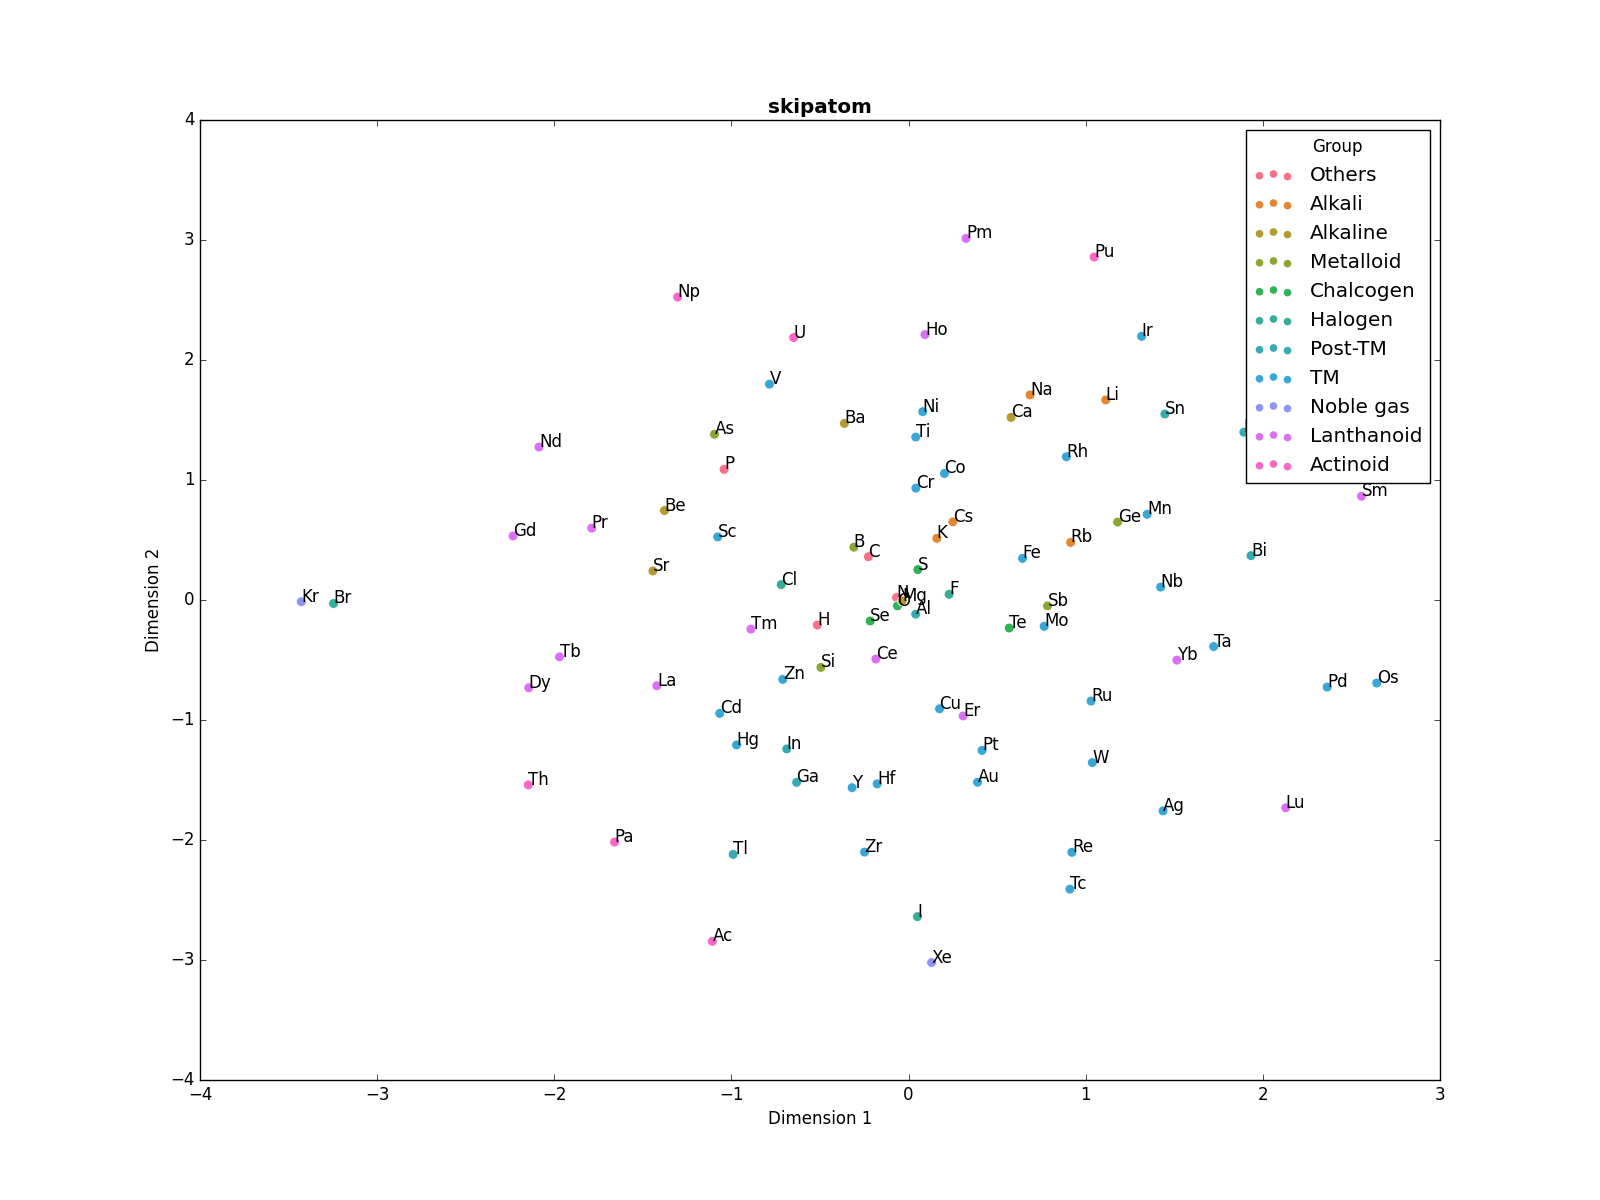 skipatom
4
3
2
1
0
−1
−2
−3
−4
Dimension 2
Group
Others
Alkali
Alkaline
Metalloid
Chalcogen
Halogen
Post-TM
TM
Noble gas
Lanthanoid
Actinoid
Pm
Pu
Np
U
Ho
Ir
V
Na
Li
Ni
Ca
Sn
Ba
As
Ti
Nd
P
Rh
Co
Cr
Sm
Be
Mn
Ge
Cs
Pr
Gd
Sc
K
Rb
B
C
Fe
Bi
S
Sr
Cl
Nb
F
Kr
Br
N
Mg
O
Al
Sb
Se
H
Te
Mo
Tm
Ta
Tb
Ce
Yb
Si
Zn
La
Dy
Pd
Os
Ru
Cd
Cu
Er
Hg
In
Pt
W
Th
Ga
Y
Hf
Au
Ag
Lu
Pa
Tl
Zr
Re
Tc
I
Ac
Xe
−4 −3 −2 −1 0 1 2 3
Dimension 1